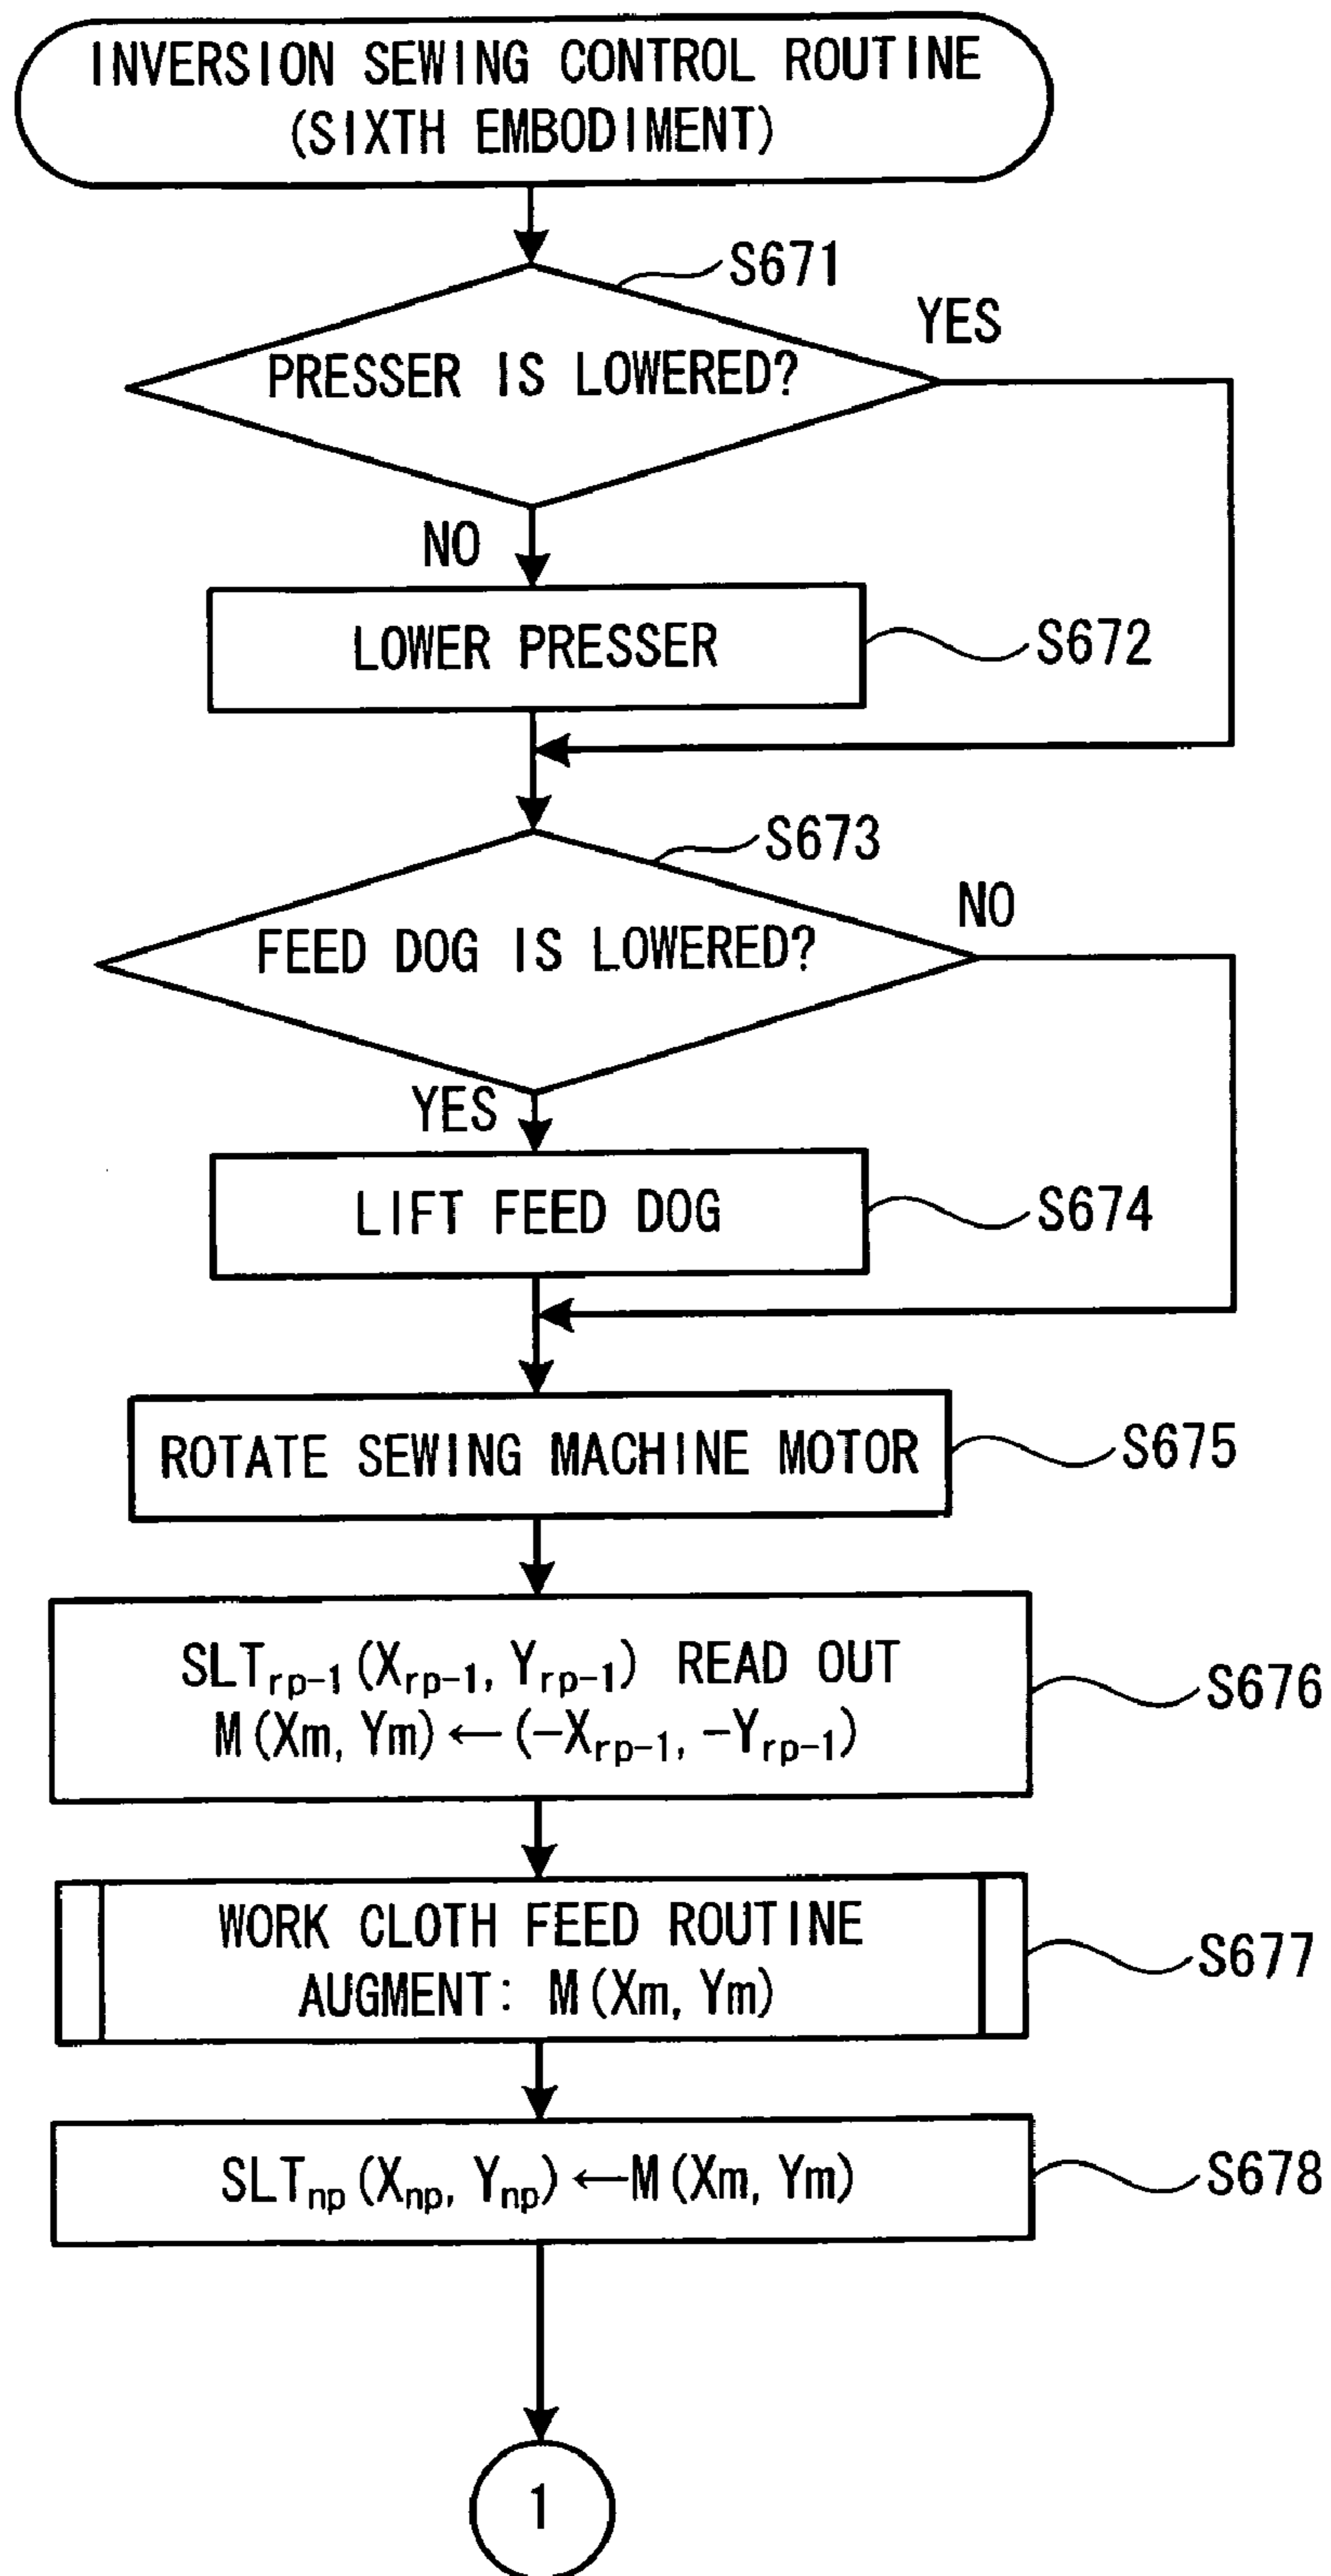 INVERSION SEWING CONTROL ROUTINE
(SIXTH EMBODIMENT)
S671
YES
PRESSER IS LOWERED?
NO
LOWER PRESSER
S672
S673
NO
FEED DOG IS LOWERED?
YES
LIFT FEED DOG
S674
ROTATE SEWING MACHINE MOTOR
S675
SLTrp-1 (Xrp-1, Yrp-1) READ OUT
M(Xm, Ym) ← (-Xrp-1, -Yrp-1)
S676
WORK CLOTH FEED ROUTINE
AUGMENT: M(Xm, Ym)
S677
SLTnp (Xnp, Ynp) ← M(Xm, Ym)
S678
1